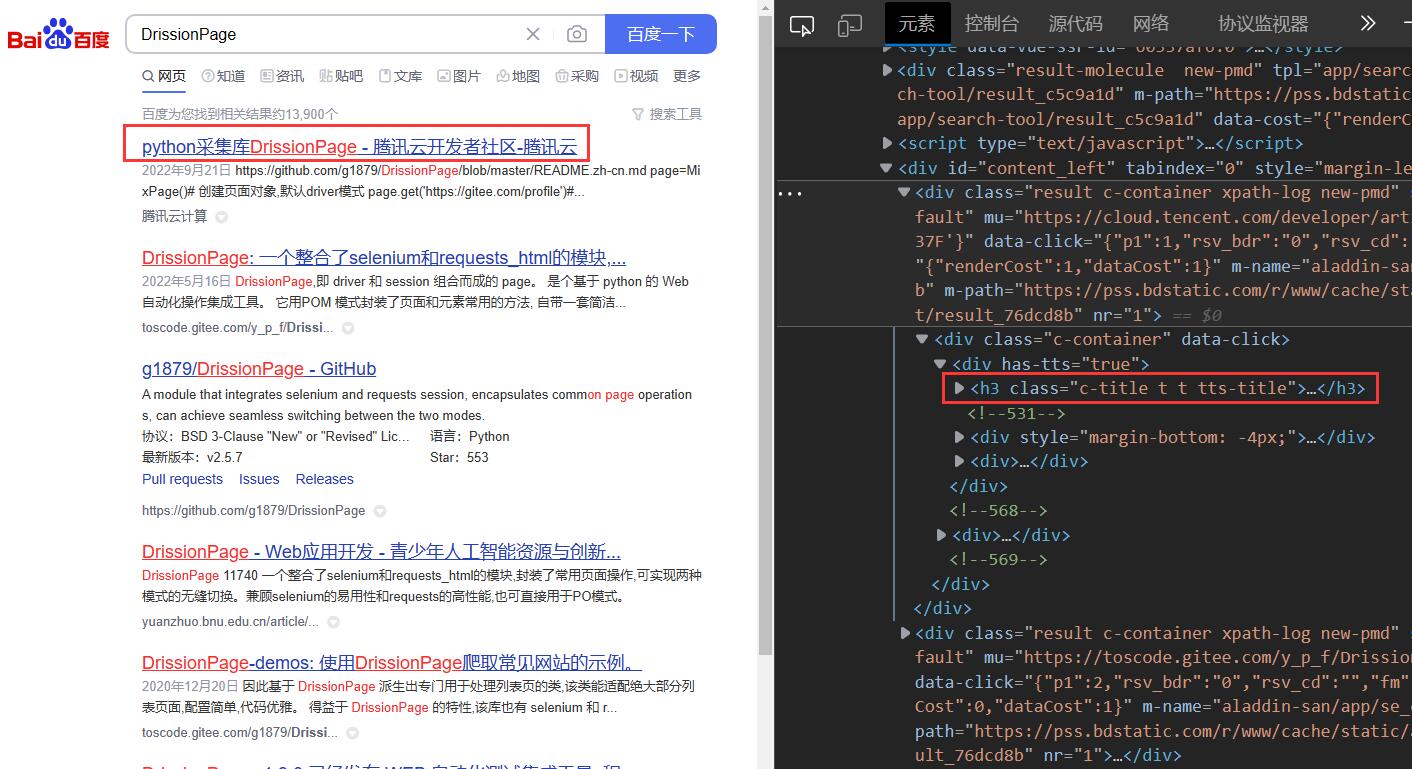 Bai du 百度
DrissionPage
百度一下
网页 知道 资讯 贴吧 文库 图片 地图 采购 视频 更多
百度为您找到相关结果约13,900个
搜索工具
python采集库DrissionPage - 腾讯云开发者社区-腾讯云
2022年9月21日 https://github.com/g1879/DrissionPage/blob/master/README.zh-cn.md page=Mi
xPage()# 创建页面对象,默认driver模式 page.get('https://gitee.com/profile')#...
腾讯云计算
DrissionPage: 一个整合了selenium和requests_html的模块,...
2022年5月16日 DrissionPage,即 driver 和 session 组合而成的 page。 是个基于 python 的 Web
自动化操作集成工具。 它用POM 模式封装了页面和元素常用的方法, 自带一套简洁...
toscode.gitee.com/y_p_f/Drissi...
g1879/DrissionPage - GitHub
A module that integrates selenium and requests session, encapsulates common page operation
s, can achieve seamless switching between the two modes.
协议：BSD 3-Clause "New" or "Revised" Lic... 语言：Python
最新版本：v2.5.7 Star：553
Pull requests Issues Releases
https://github.com/g1879/DrissionPage
DrissionPage - Web应用开发 - 青少年人工智能资源与创新...
DrissionPage 11740 一个整合了selenium和requests_html的模块,封装了常用页面操作,可实现两种
模式的无缝切换。兼顾selenium的易用性和requests的高性能,也可直接用于PO模式。
yuanzhuo.bnu.edu.cn/article/...
DrissionPage-demos: 使用DrissionPage爬取常见网站的示例。
2020年12月20日 因此基于 DrissionPage 派生出专门用于处理列表页的类,该类能适配绝大部分列
表页面,配置简单,代码优雅。 得益于 DrissionPage 的特性,该库也有 selenium 和 r...
toscode.gitee.com/g1879/Drissi...
元素 控制台 源代码 网络 协议监视器
<div class="result-molecule  new-pmd" tpl="app/sear
ch-tool/result_c5c9a1d" m-path="https://pss.bdstatic
app/search-tool/result_c5c9a1d" data-cost="{"renderC
<script type="text/javascript">…</script>
<div id="content_left" tabindex="0" style="margin-le
<div class="result c-container xpath-log new-pmd"
fault" mu="https://cloud.tencent.com/developer/art
37F'}" data-click="{"p1":1,"rsv_bdr":"0","rsv_cd":
"{"renderCost":1,"dataCost":1}" m-name="aladdin-san
b" m-path="https://pss.bdstatic.com/r/www/cache/sta
t/result_76dcd8b" nr="1"> == $0
<div class="c-container" data-click>
<div has-tts="true">
<h3 class="c-title t t tts-title">…</h3>
<!--531-->
<div style="margin-bottom: -4px;">…</div>
<div>…</div>
</div>
<!--568-->
<div>…</div>
<!--569-->
</div>
</div>
<div class="result c-container xpath-log new-pmd"
fault" mu="https://toscode.gitee.com/y_p_f/Drissio
data-click="{"p1":2,"rsv_bdr":"0","rsv_cd":"","fm"
Cost":0,"dataCost":1}" m-name="aladdin-san/app/se_
path="https://pss.bdstatic.com/r/www/cache/static/a
ult_76dcd8b" nr="1">…</div>